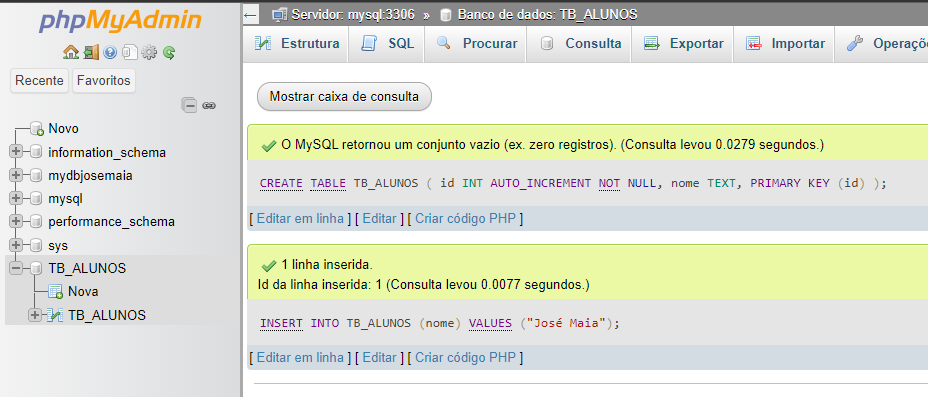 phpMyAdmin
Recente Favoritos
Novo
information_schema
mydbjosemaia
mysql
performance_schema
sys
TB_ALUNOS
Nova
TB_ALUNOS
Servidor: mysql:3306 » Banco de dados: TB_ALUNOS
Estrutura SQL Procurar Consulta Exportar Importar Operaçõ
Mostrar caixa de consulta
O MySQL retornou um conjunto vazio (ex. zero registros). (Consulta levou 0.0279 segundos.)
CREATE TABLE TB_ALUNOS ( id INT AUTO_INCREMENT NOT NULL, nome TEXT, PRIMARY KEY (id) );
[ Editar em linha ] [ Editar ] [ Criar código PHP ]
1 linha inserida.
Id da linha inserida: 1 (Consulta levou 0.0077 segundos.)
INSERT INTO TB_ALUNOS (nome) VALUES ("José Maia");
[ Editar em linha ] [ Editar ] [ Criar código PHP ]